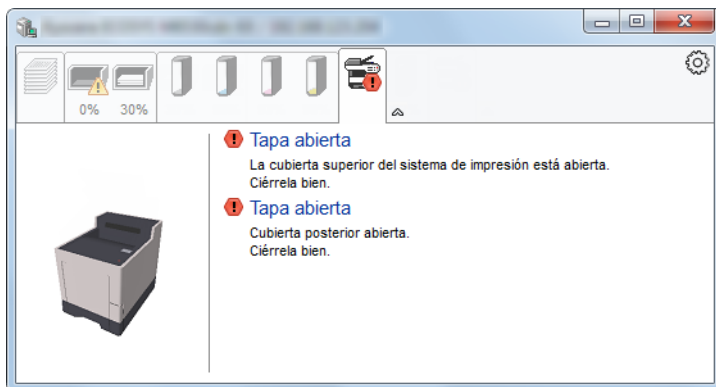 0% 30%
Tapa abierta
La cubierta superior del sistema de impresión está abierta.
Ciérrela bien.
Tapa abierta
Cubierta posterior abierta.
Ciérrela bien.